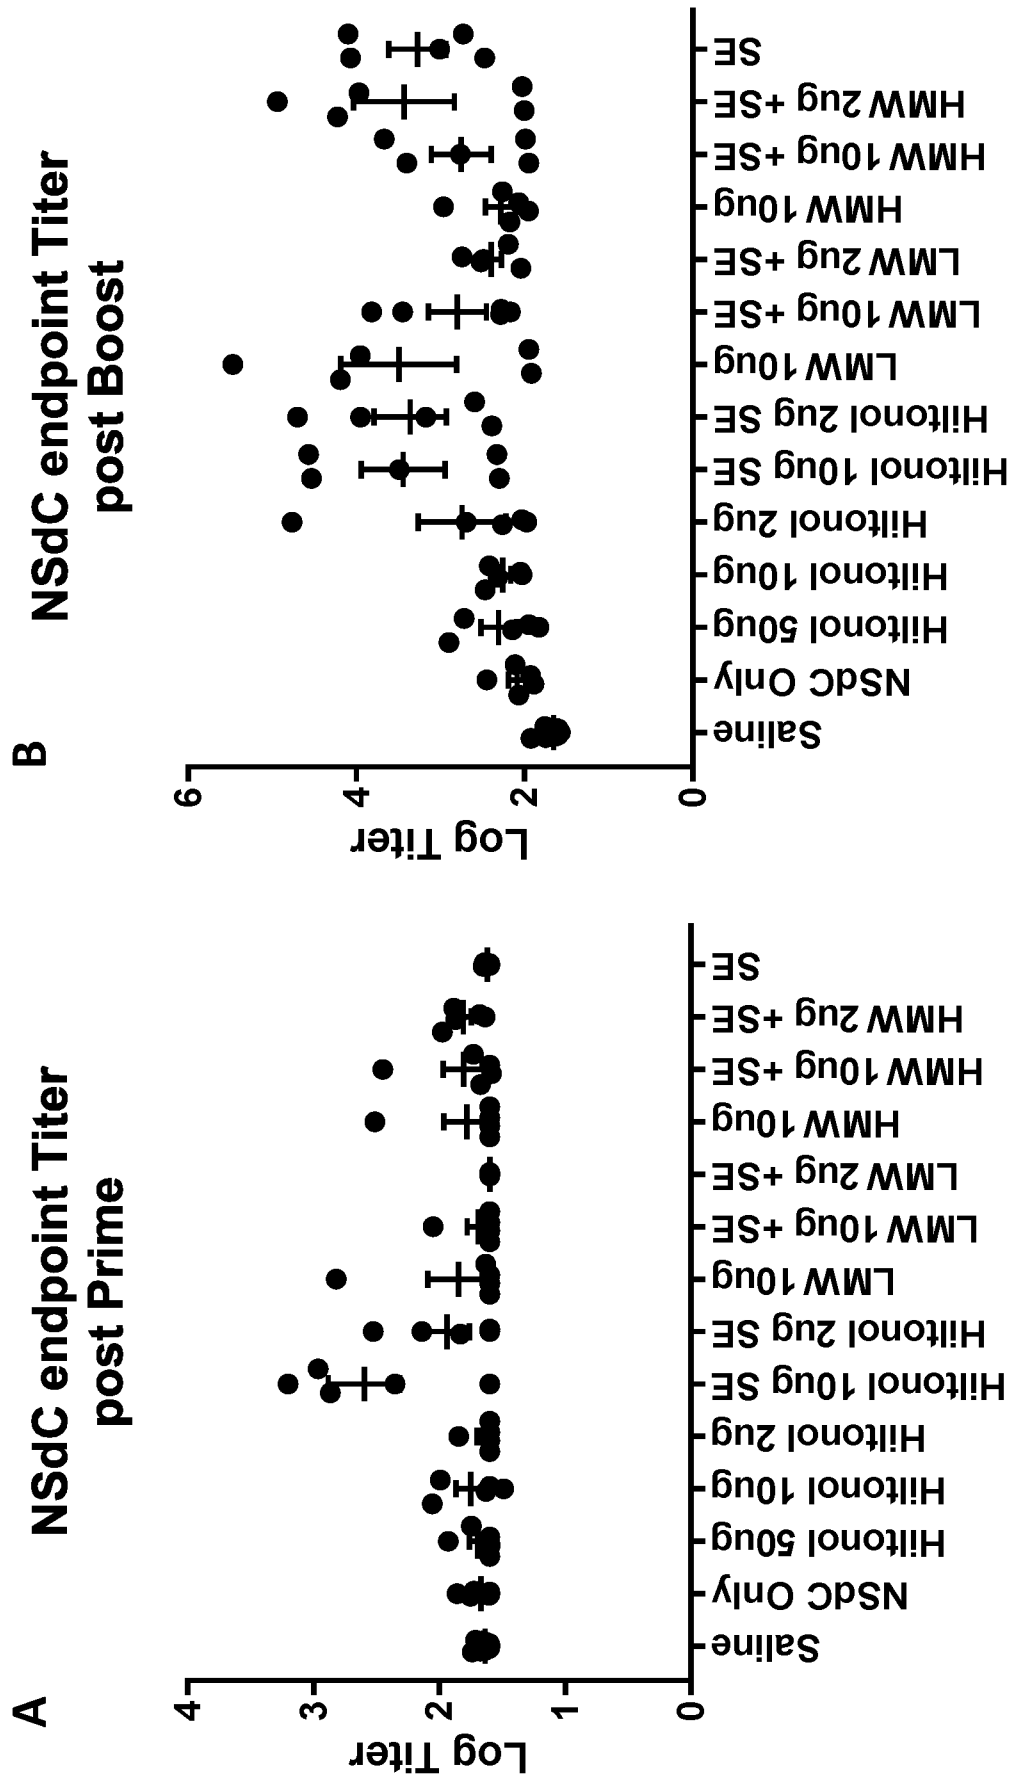 A
NSdC endpoint Titer
post Prime
Log Titer
4
3
2
1
0
Saline
NSdC Only
Hiltonol 50ug
Hiltonol 10ug
Hiltonol 2ug
Hiltonol 10ug SE
Hiltonol 2ug SE
LMW 10ug
LMW 10ug +SE
LMW 2ug +SE
HMW 10ug
HMW 10ug +SE
HMW 2ug +SE
SE
B
NSdC endpoint Titer
post Boost
Log Titer
6
4
2
0
Saline
NSdC Only
Hiltonol 50ug
Hiltonol 10ug
Hiltonol 2ug
Hiltonol 10ug SE
Hiltonol 2ug SE
LMW 10ug
LMW 10ug +SE
LMW 2ug +SE
HMW 10ug
HMW 10ug +SE
HMW 2ug +SE
SE